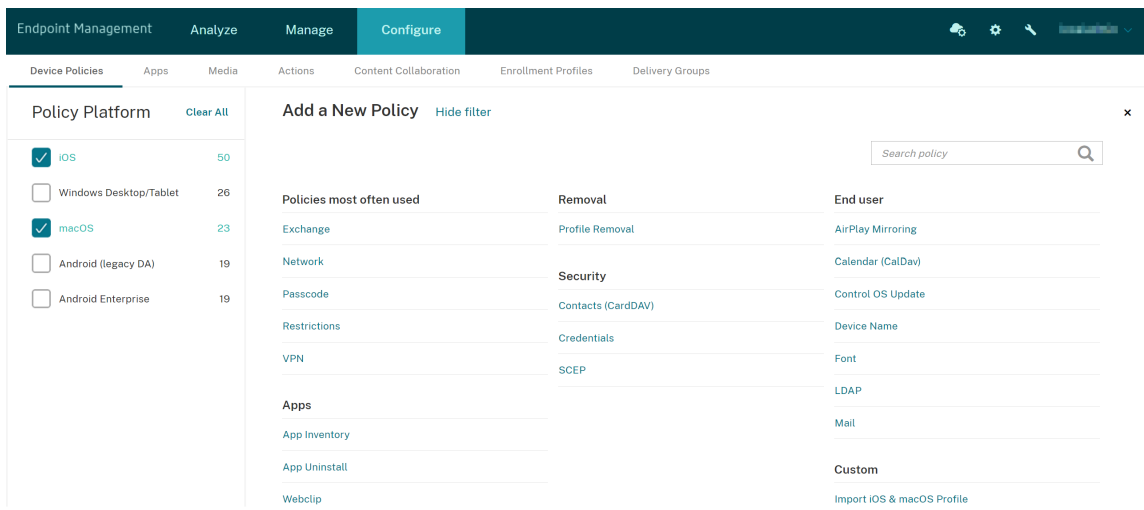 Endpoint Management Analyze Manage Configure
Device Policies Apps Media Actions Content Collaboration Enrollment Profiles Delivery Groups
Policy Platform Clear All
iOS 50
Windows Desktop/Tablet 26
macOS 23
Android (legacy DA) 19
Android Enterprise 19
Add a New Policy Hide filter
Search policy
Policies most often used
Exchange
Network
Passcode
Restrictions
VPN
Apps
App Inventory
App Uninstall
Webclip
Removal
Profile Removal
Security
Contacts (CardDAV)
Credentials
SCEP
End user
AirPlay Mirroring
Calendar (CalDav)
Control OS Update
Device Name
Font
LDAP
Mail
Custom
Import iOS & macOS Profile